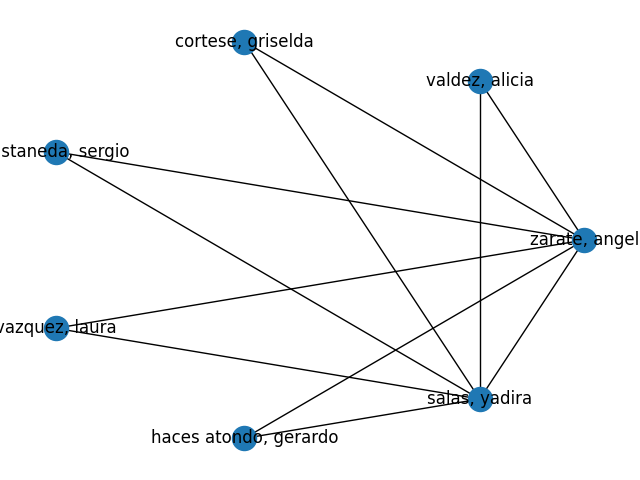 cortese, griselda
valdez, alicia
staneda, sergio
zarate, angel
vazquez, laura
salas, yadira
haces atondo, gerardo